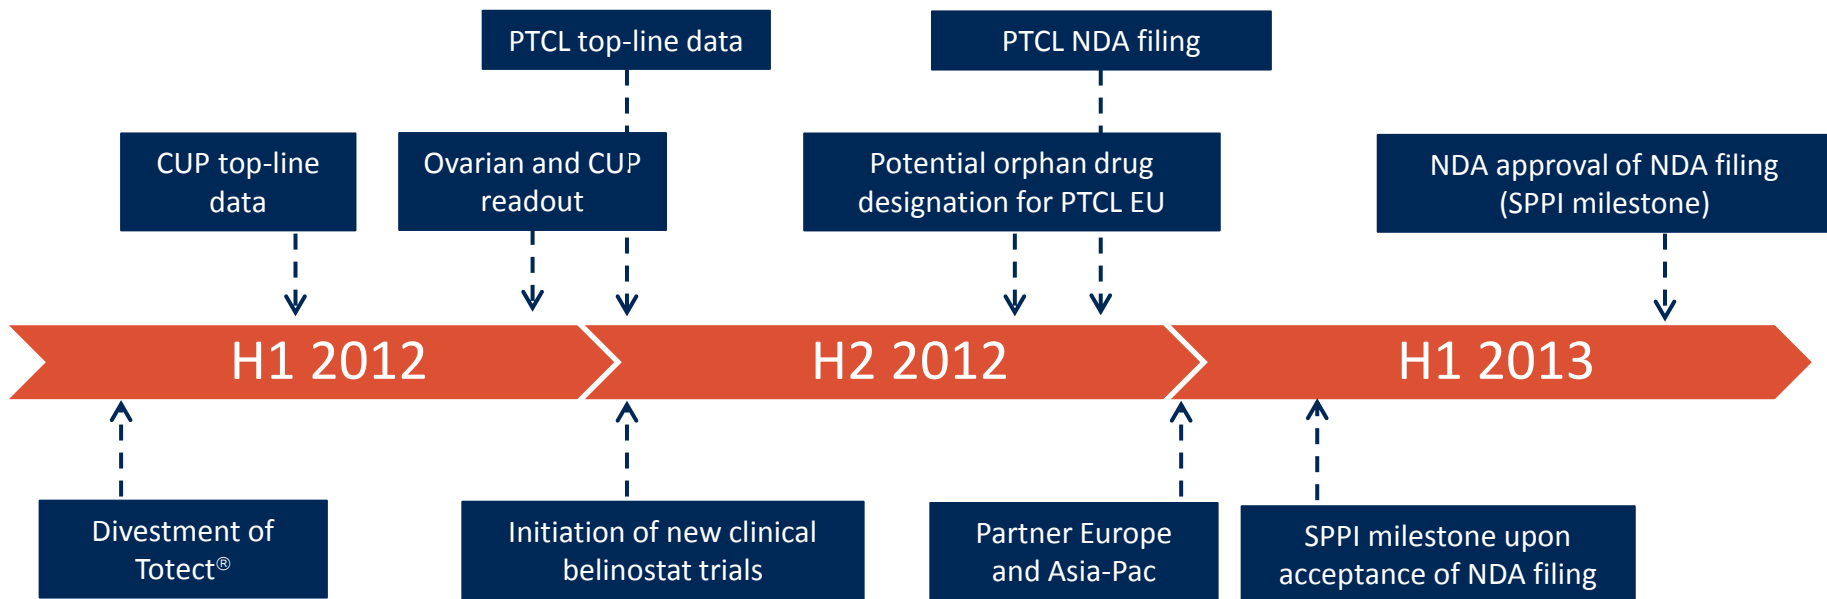 PTCL top-line data
PTCL NDA filing
CUP top-line
data
Ovarian and CUP
readout
Potential orphan drug
designation for PTCL EU
NDA approval of NDA filing
(SPPI milestone)
H1 2012
H2 2012
H1 2013
Divestment of
Totect®
Initiation of new clinical
belinostat trials
Partner Europe
and Asia-Pac
SPPI milestone upon
acceptance of NDA filing